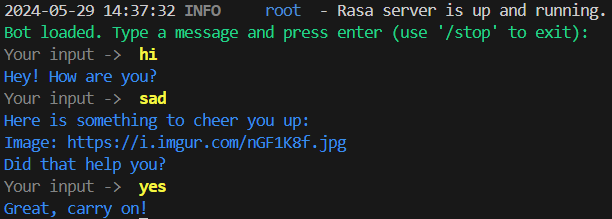 2024-05-29 14:37:32 INFO     root  - Rasa server is up and running.
Bot loaded. Type a message and press enter (use '/stop' to exit):
Your input ->  hi
Hey! How are you?
Your input ->  sad
Here is something to cheer you up:
Image: https://i.imgur.com/nGF1K8f.jpg
Did that help you?
Your input ->  yes
Great, carry on!